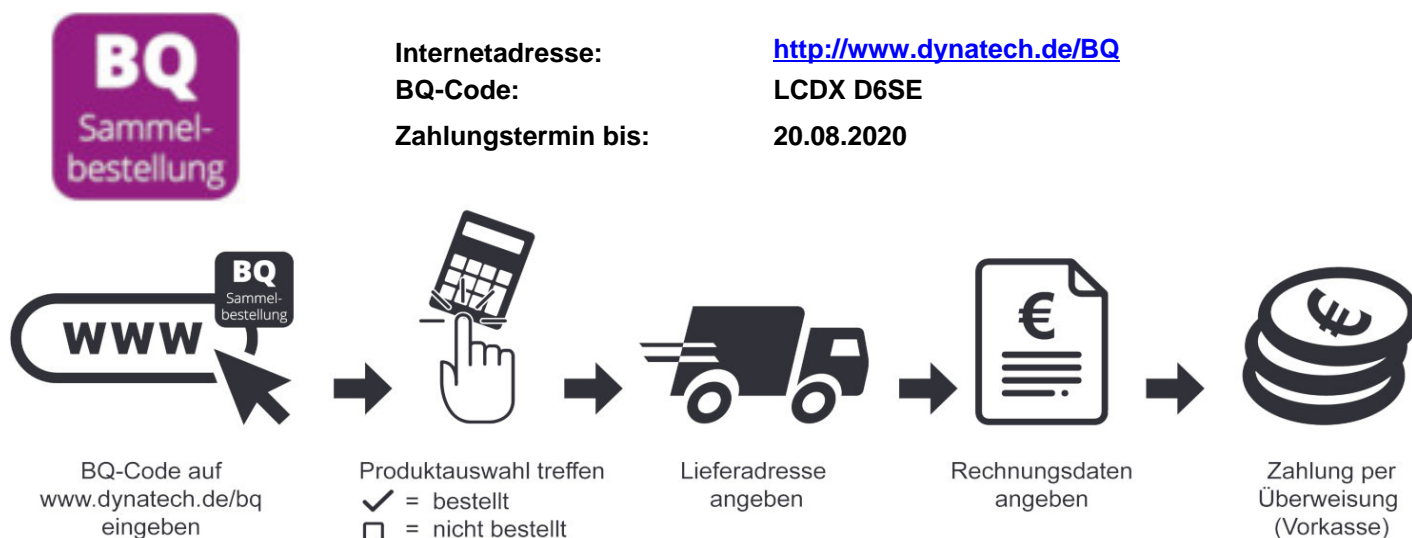 BQ
Sammel-
bestellung
Internetadresse: http://www.dynatech.de/BQ
BQ-Code: LCDX D6SE
Zahlungstermin bis: 20.08.2020
BQ
Sammel-
bestellung
WWW
€
€
BQ-Code auf
www.dynatech.de/bq
eingeben
Produktauswahl treffen
✓ = bestellt
☐ = nicht bestellt
Lieferadresse
angeben
Rechnungsdaten
angeben
Zahlung per
Überweisung
(Vorkasse)